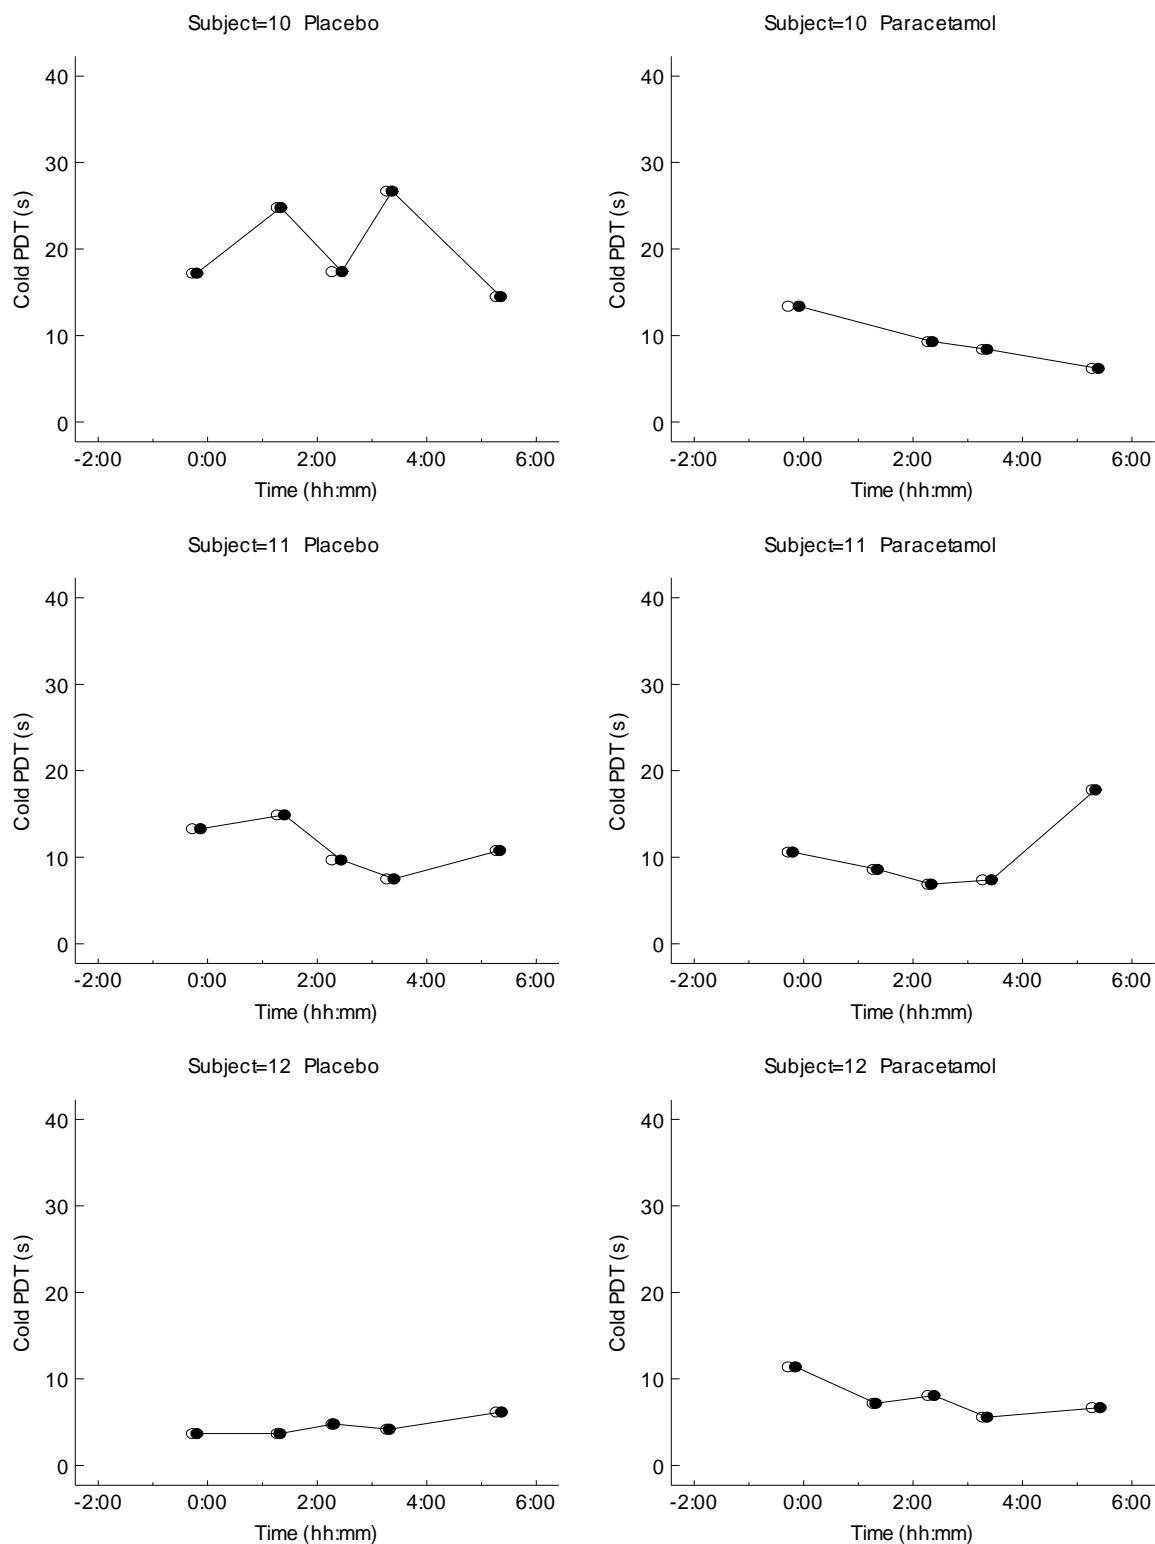 Subject=10 Placebo
Cold PDT (s)
40
30
20
10
0
-2:00 0:00 2:00 4:00 6:00
Time (hh:mm)
Subject=10 Paracetamol
Cold PDT (s)
40
30
20
10
0
-2:00 0:00 2:00 4:00 6:00
Time (hh:mm)
Subject=11 Placebo
Cold PDT (s)
40
30
20
10
0
-2:00 0:00 2:00 4:00 6:00
Time (hh:mm)
Subject=11 Paracetamol
Cold PDT (s)
40
30
20
10
0
-2:00 0:00 2:00 4:00 6:00
Time (hh:mm)
Subject=12 Placebo
Cold PDT (s)
40
30
20
10
0
-2:00 0:00 2:00 4:00 6:00
Time (hh:mm)
Subject=12 Paracetamol
Cold PDT (s)
40
30
20
10
0
-2:00 0:00 2:00 4:00 6:00
Time (hh:mm)